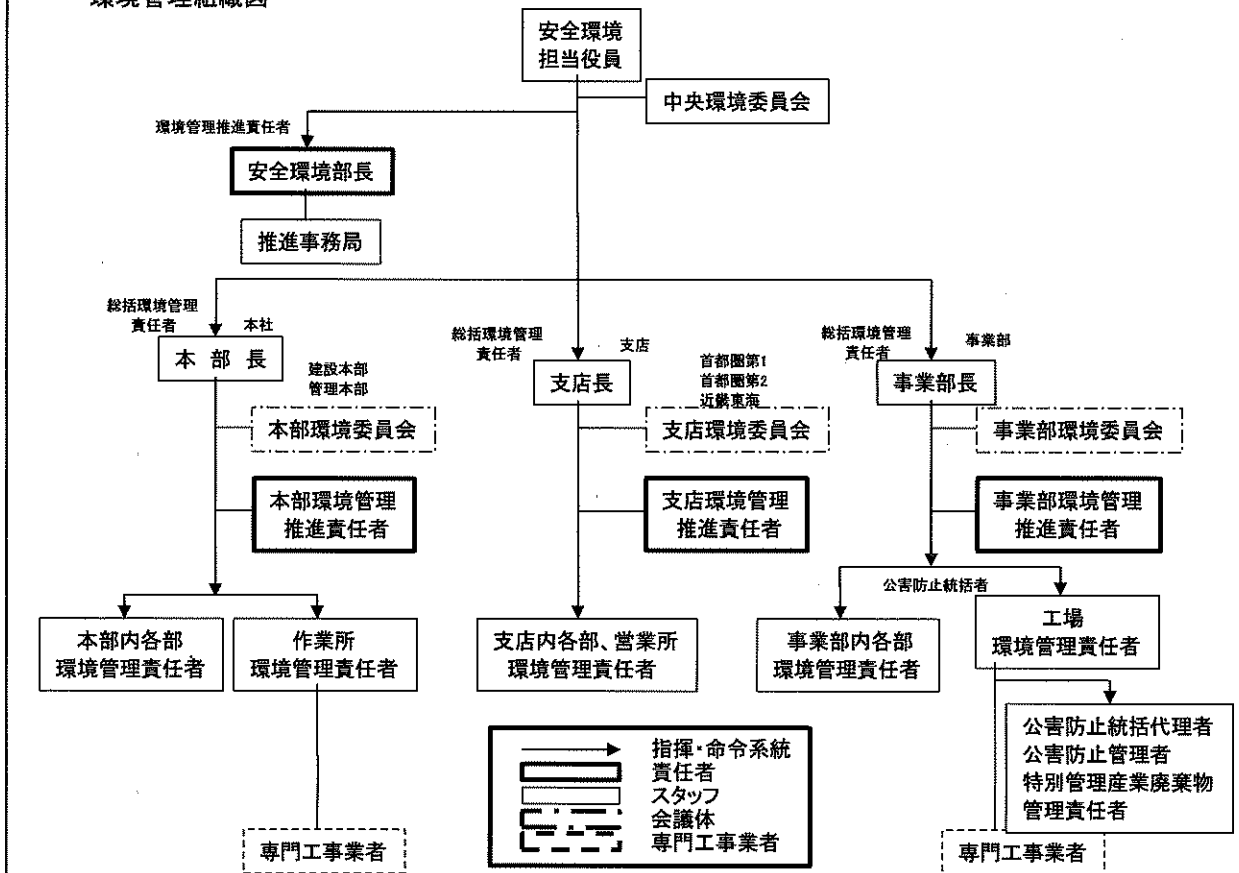 環境管理組織図
安全環境
担当役員
中央環境委員会
環境管理推進責任者
安全環境部長
推進事務局
総括環境管理
責任者
本社
本 部 長
建設本部
管理本部
本部環境委員会
本部環境管理
推進責任者
本部内各部
環境管理責任者
作業所
環境管理責任者
専門工事業者
総括環境管理
責任者
支店
支店長
首都圏第1
首都圏第2
近畿東海
支店環境委員会
支店環境管理
推進責任者
支店内各部、営業所
環境管理責任者
総括環境管理
責任者
事業部
事業部長
事業部環境委員会
事業部環境管理
推進責任者
公害防止統括者
事業部内各部
環境管理責任者
工場
環境管理責任者
公害防止統括代理者
公害防止管理者
特別管理産業廃棄物
管理責任者
専門工事業者
指揮・命令系統
責任者
スタッフ
会議体
専門工事業者